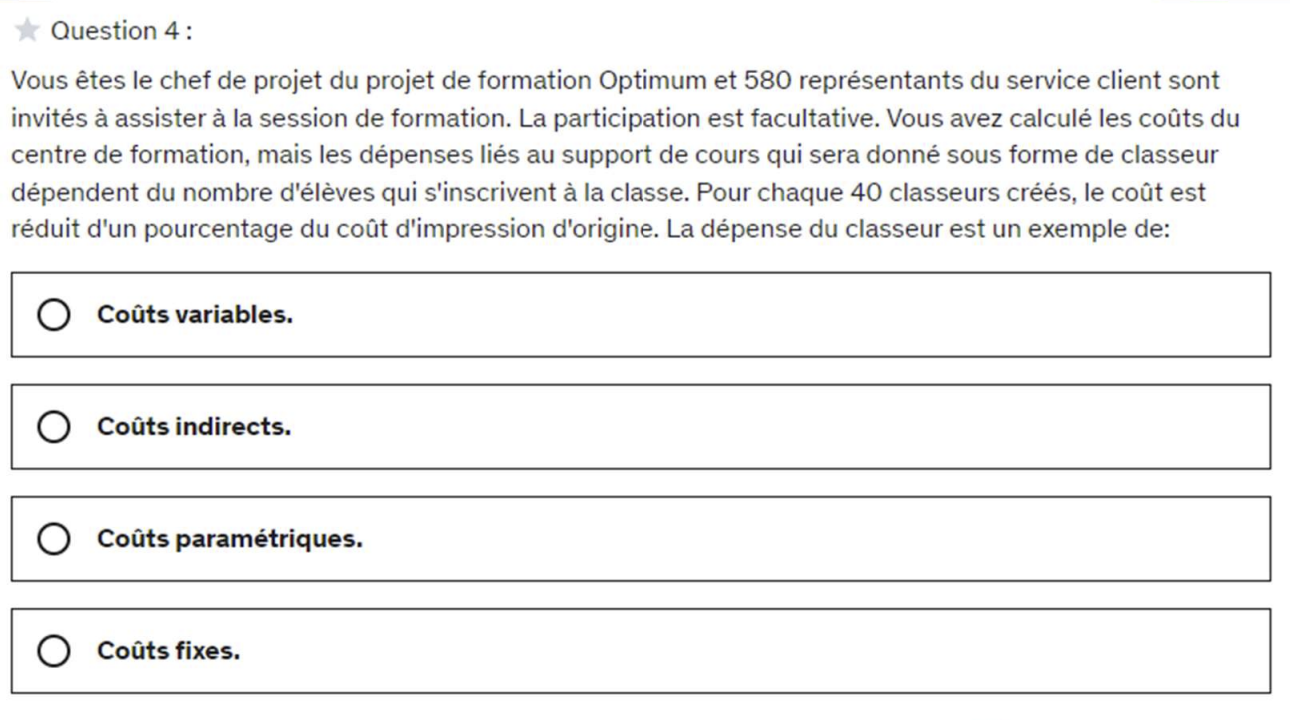 Question 4 :
Vous êtes le chef de projet du projet de formation Optimum et 580 représentants du service client sont
invités à assister à la session de formation. La participation est facultative. Vous avez calculé les coûts du
centre de formation, mais les dépenses liés au support de cours qui sera donné sous forme de classeur
dépendent du nombre d'élèves qui s'inscrivent à la classe. Pour chaque 40 classeurs créés, le coût est
réduit d'un pourcentage du coût d'impression d'origine. La dépense du classeur est un exemple de:
Coûts variables.
Coûts indirects.
Coûts paramétriques.
Coûts fixes.